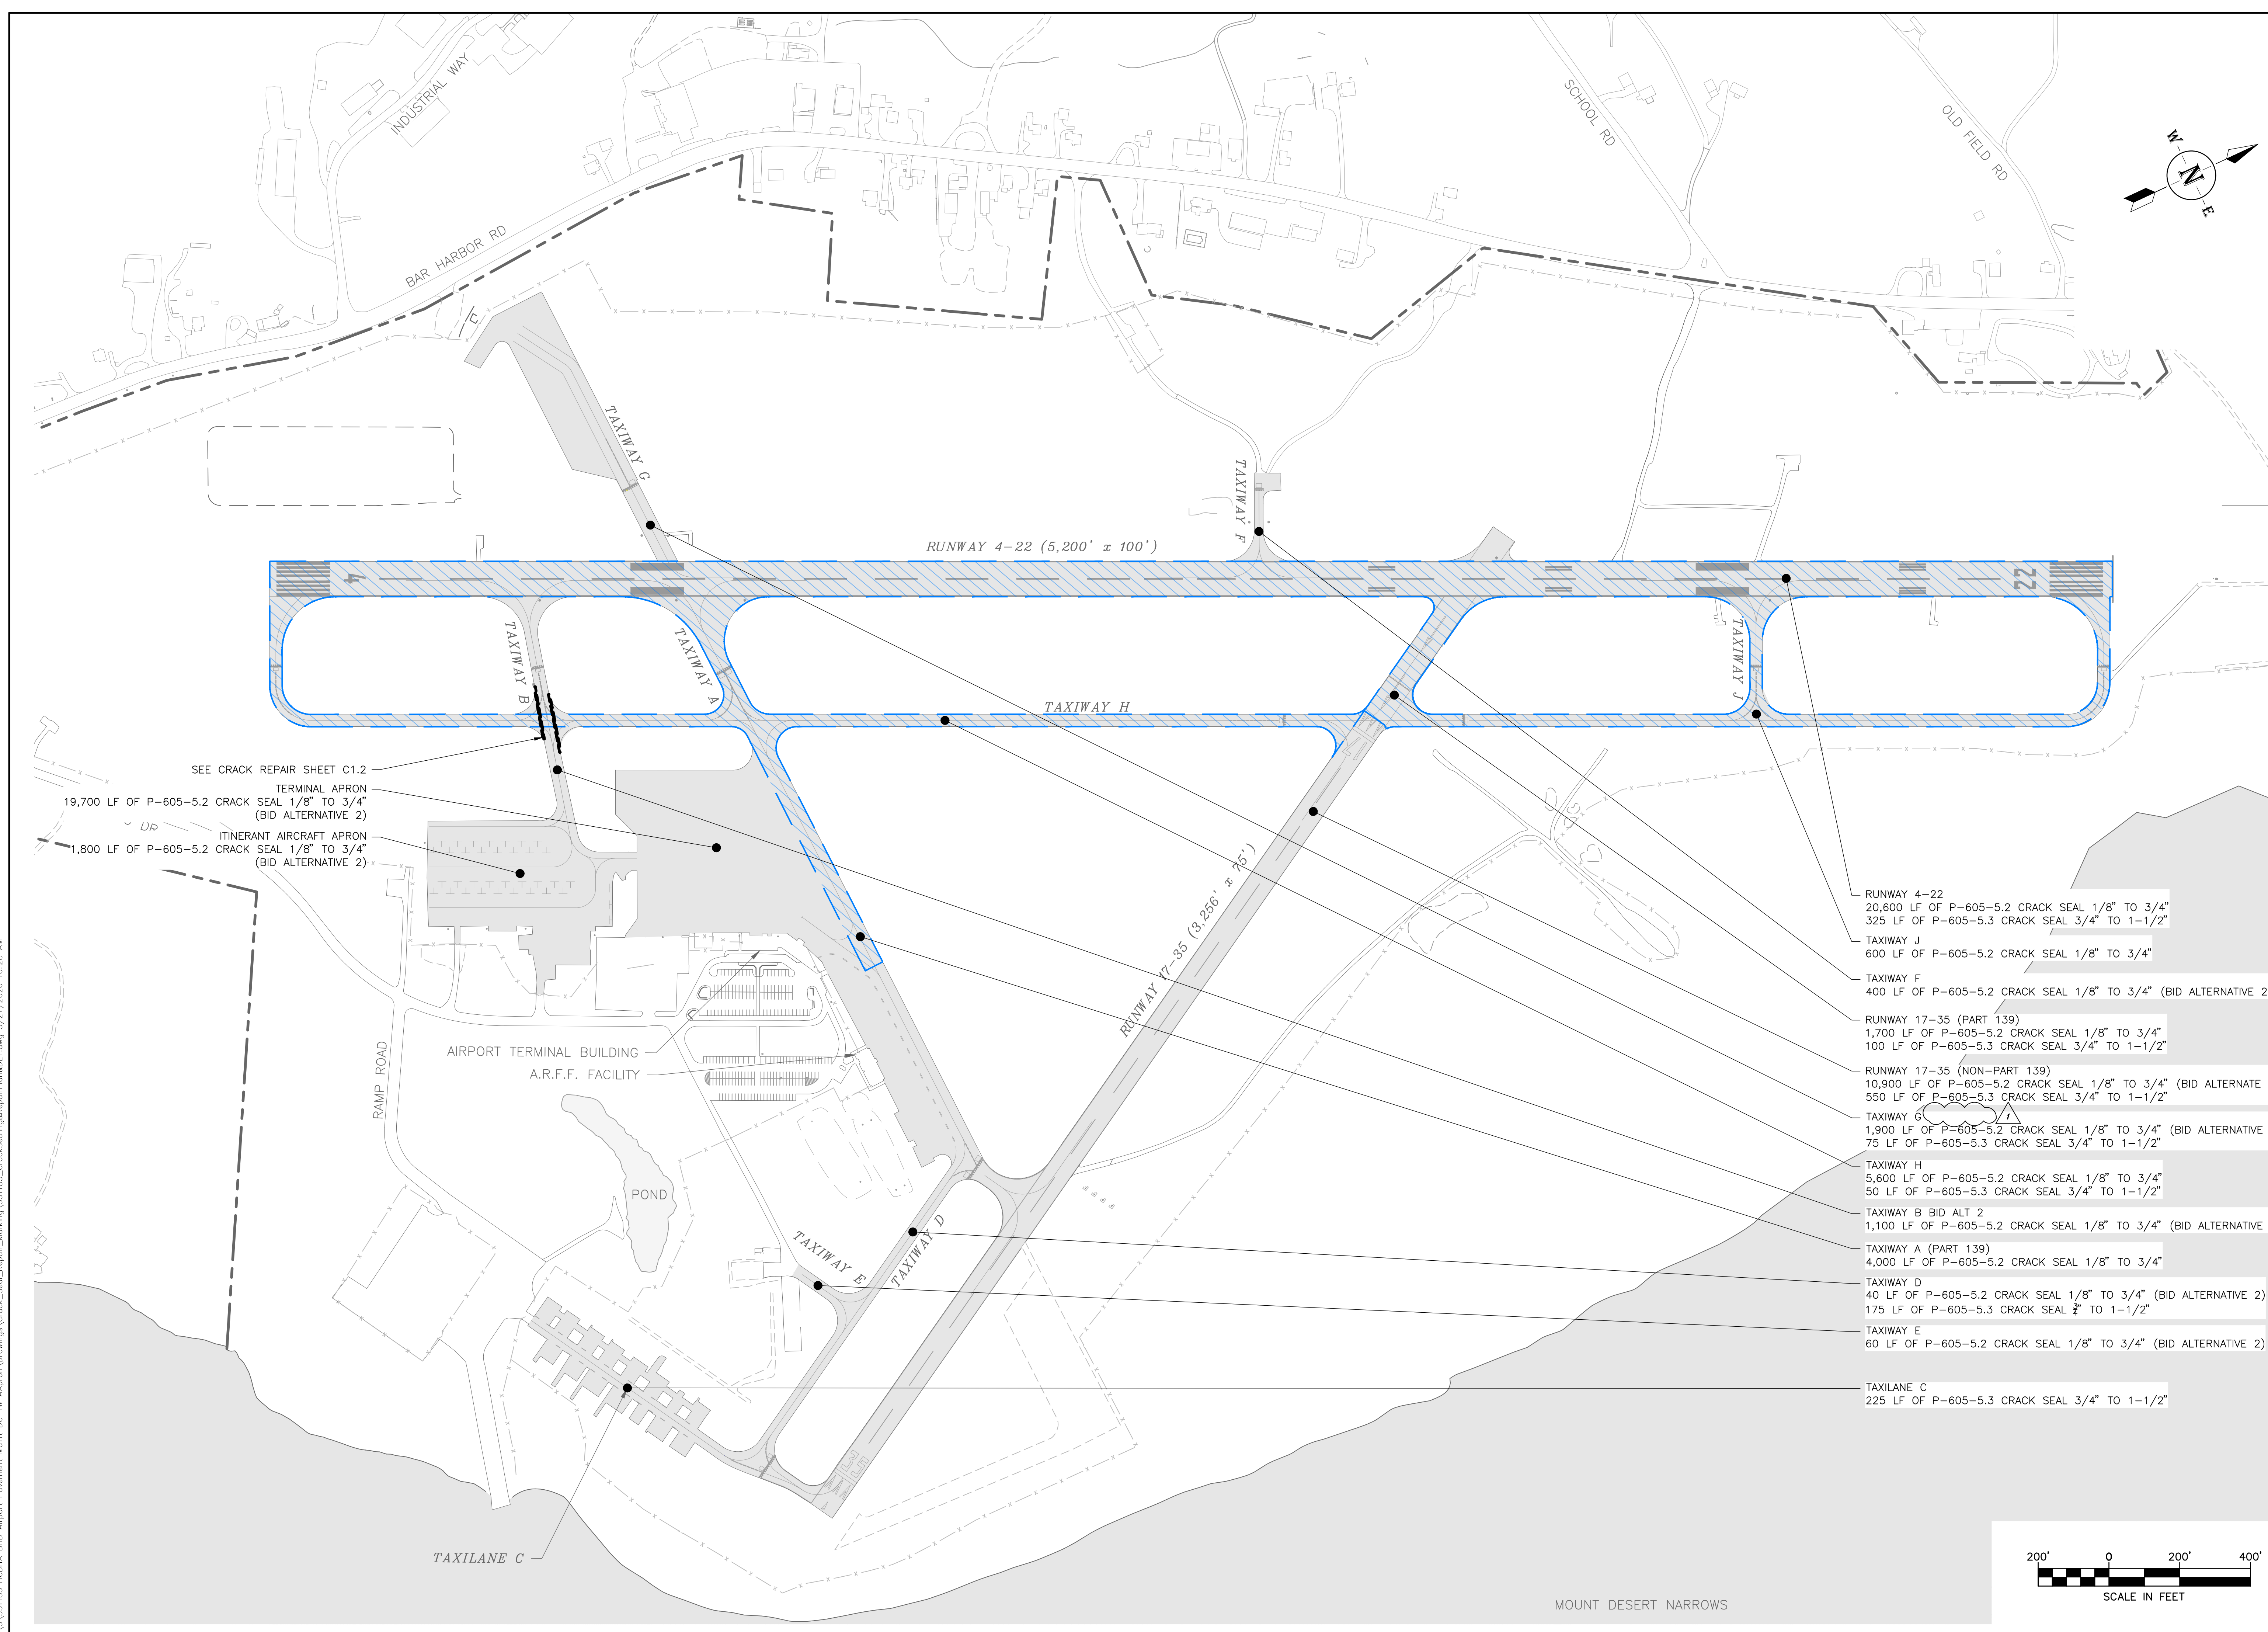 INDUSTRIAL WAY
BAR HARBOR RD
SCHOOL RD
OLD FIELD RD
W
N
E
TAXIWAY G
TAXIWAY F
RUNWAY 4-22 (5,200' x 100')
4
22
TAXIWAY B
TAXIWAY A
TAXIWAY H
TAXIWAY J
SEE CRACK REPAIR SHEET C1.2
TERMINAL APRON
19,700 LF OF P-605-5.2 CRACK SEAL 1/8" TO 3/4"
(BID ALTERNATIVE 2)
DR
ITINERANT AIRCRAFT APRON
1,800 LF OF P-605-5.2 CRACK SEAL 1/8" TO 3/4"
(BID ALTERNATIVE 2)
RUNWAY 17-35 (3,256' x 75')
17
35
AIRPORT TERMINAL BUILDING
A.R.F.F. FACILITY
RAMP ROAD
POND
TAXIWAY E
TAXIWAY D
TAXILANE C
RUNWAY 4-22
20,600 LF OF P-605-5.2 CRACK SEAL 1/8" TO 3/4"
325 LF OF P-605-5.3 CRACK SEAL 3/4" TO 1-1/2"
TAXIWAY J
600 LF OF P-605-5.2 CRACK SEAL 1/8" TO 3/4"
TAXIWAY F
400 LF OF P-605-5.2 CRACK SEAL 1/8" TO 3/4" (BID ALTERNATIVE 2
RUNWAY 17-35 (PART 139)
1,700 LF OF P-605-5.2 CRACK SEAL 1/8" TO 3/4"
100 LF OF P-605-5.3 CRACK SEAL 3/4" TO 1-1/2"
RUNWAY 17-35 (NON-PART 139)
10,900 LF OF P-605-5.2 CRACK SEAL 1/8" TO 3/4" (BID ALTERNATE
550 LF OF P-605-5.3 CRACK SEAL 3/4" TO 1-1/2"
TAXIWAY G 1
1,900 LF OF P-605-5.2 CRACK SEAL 1/8" TO 3/4" (BID ALTERNATIVE
75 LF OF P-605-5.3 CRACK SEAL 3/4" TO 1-1/2"
TAXIWAY H
5,600 LF OF P-605-5.2 CRACK SEAL 1/8" TO 3/4"
50 LF OF P-605-5.3 CRACK SEAL 3/4" TO 1-1/2"
TAXIWAY B BID ALT 2
1,100 LF OF P-605-5.2 CRACK SEAL 1/8" TO 3/4" (BID ALTERNATIVE
TAXIWAY A (PART 139)
4,000 LF OF P-605-5.2 CRACK SEAL 1/8" TO 3/4"
TAXIWAY D
40 LF OF P-605-5.2 CRACK SEAL 1/8" TO 3/4" (BID ALTERNATIVE 2)
175 LF OF P-605-5.3 CRACK SEAL ¾" TO 1-1/2"
TAXIWAY E
60 LF OF P-605-5.2 CRACK SEAL 1/8" TO 3/4" (BID ALTERNATIVE 2)
TAXILANE C
225 LF OF P-605-5.3 CRACK SEAL 3/4" TO 1-1/2"
MOUNT DESERT NARROWS
200' 0 200' 400'
SCALE IN FEET